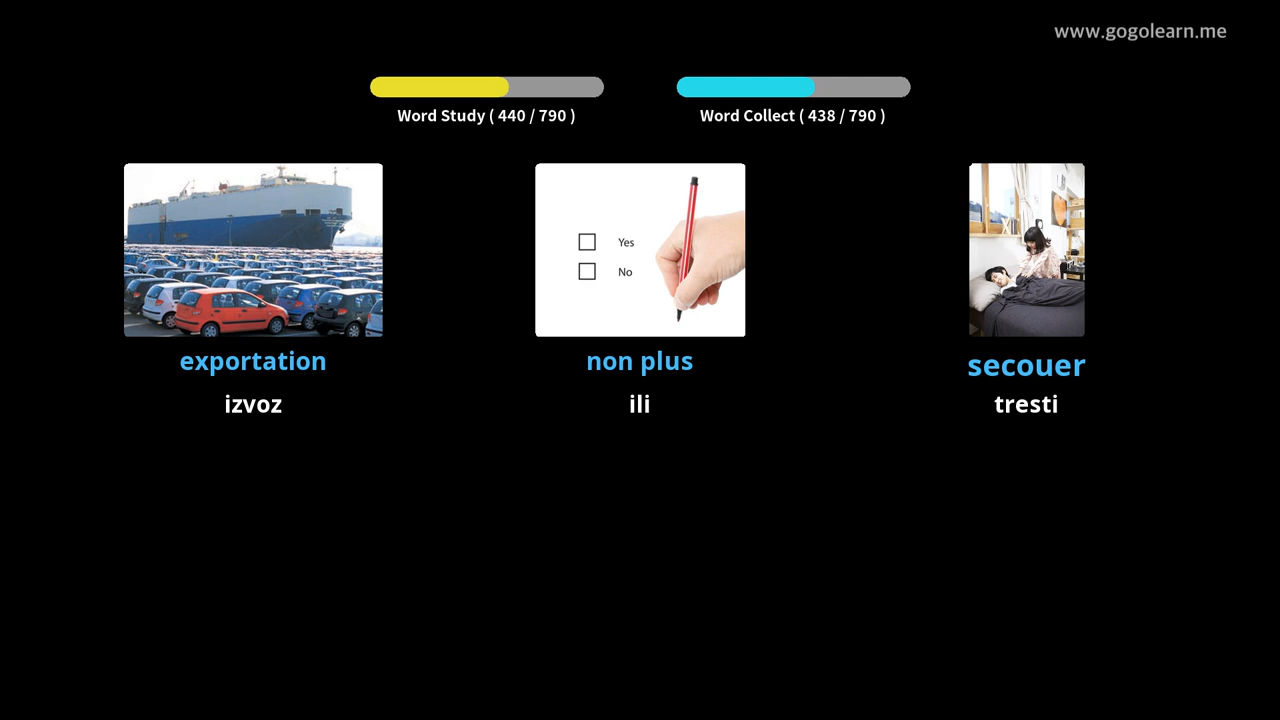 www.gogolearn.me
Word Study ( 440 / 790 )
Word Collect ( 438 / 790 )
Yes
No
exportation
non plus
secouer
izvoz
ili
tresti